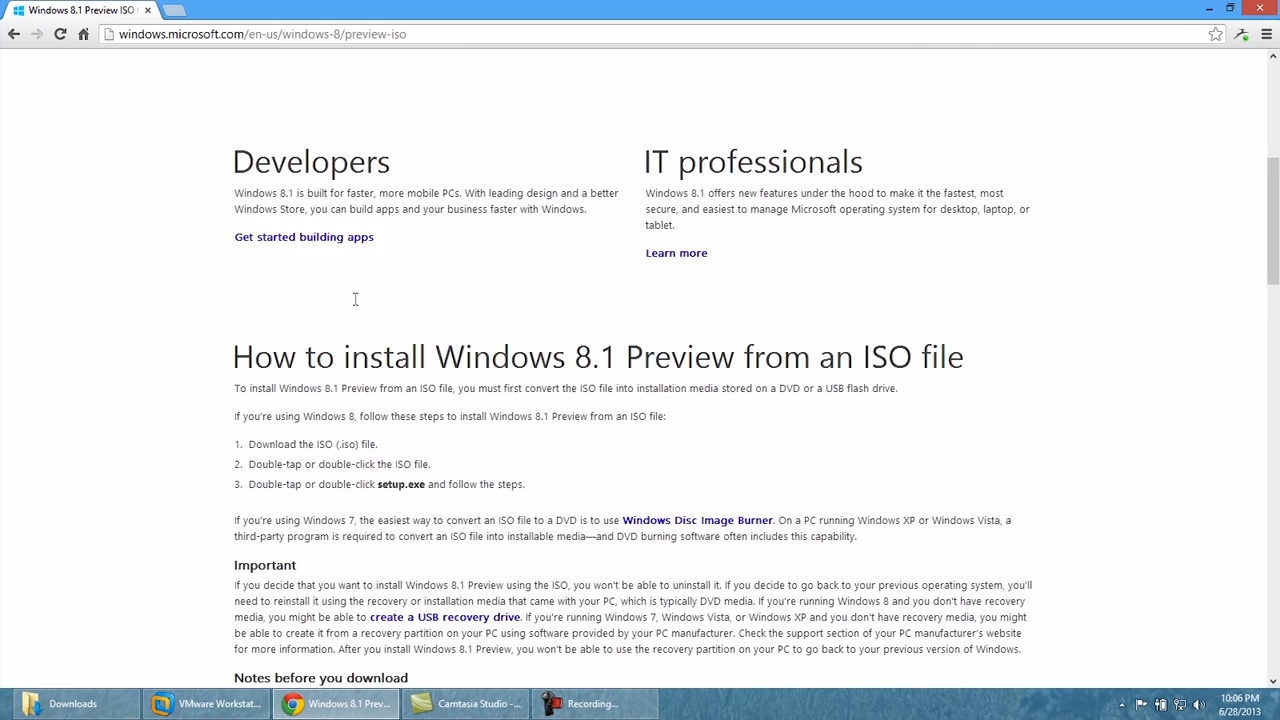 Windows 8.1 Preview ISO
windows.microsoft.com/en-us/windows-8/preview-iso
Developers
Windows 8.1 is built for faster, more mobile PCs. With leading design and a better
Windows Store, you can build apps and your business faster with Windows.
Get started building apps
IT professionals
Windows 8.1 offers new features under the hood to make it the fastest, most
secure, and easiest to manage Microsoft operating system for desktop, laptop, or
tablet.
Learn more
How to install Windows 8.1 Preview from an ISO file
To install Windows 8.1 Preview from an ISO file, you must first convert the ISO file into installation media stored on a DVD or a USB flash drive.
If you're using Windows 8, follow these steps to install Windows 8.1 Preview from an ISO file:
1. Download the ISO (.iso) file.
2. Double-tap or double-click the ISO file.
3. Double-tap or double-click setup.exe and follow the steps.
If you're using Windows 7, the easiest way to convert an ISO file to a DVD is to use Windows Disc Image Burner. On a PC running Windows XP or Windows Vista, a
third-party program is required to convert an ISO file into installable media—and DVD burning software often includes this capability.
Important
If you decide that you want to install Windows 8.1 Preview using the ISO, you won't be able to uninstall it. If you decide to go back to your previous operating system, you'll
need to reinstall it using the recovery or installation media that came with your PC, which is typically DVD media. If you're running Windows 8 and you don't have recovery
media, you might be able to create a USB recovery drive. If you're running Windows 7, Windows Vista, or Windows XP and you don't have recovery media, you might
be able to create it from a recovery partition on your PC using software provided by your PC manufacturer. Check the support section of your PC manufacturer's website
for more information. After you install Windows 8.1 Preview, you won't be able to use the recovery partition on your PC to go back to your previous version of Windows.
Notes before you download
Downloads
VMware Workstat...
Windows 8.1 Prev...
Camtasia Studio -...
Recording...
10:06 PM
6/28/2013